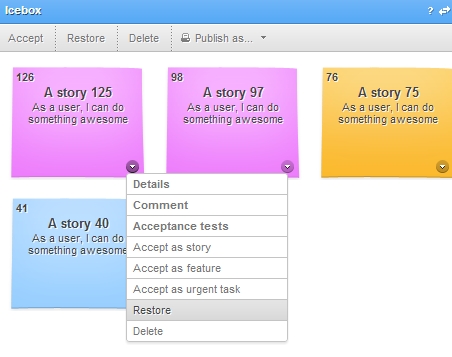 Icebox
?
Accept Restore Delete Publish as...
126
A story 125
As a user, I can do
something awesome
98
A story 97
As a user, I can do
something awesome
76
A story 75
As a user, I can do
something awesome
41
A story 40
As a user, I can do
something awesome
Details
Comment
Acceptance tests
Accept as story
Accept as feature
Accept as urgent task
Restore
Delete